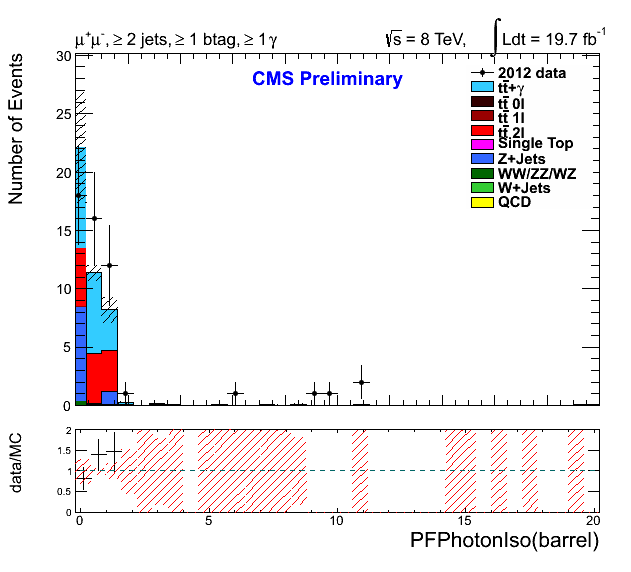 μ⁺μ⁻, ≥ 2 jets, ≥ 1 btag, ≥ 1 γ
√s = 8 TeV, ∫ Ldt = 19.7 fb⁻¹
CMS Preliminary
Number of Events
30
25
20
15
10
5
0
2012 data
tt̄+γ
tt̄ 0l
tt̄ 1l
tt̄ 2l
Single Top
Z+Jets
WW/ZZ/WZ
W+Jets
QCD
data/MC
2
1.5
1
0.5
0
0 5 10 15 20
PFPhotonIso(barrel)